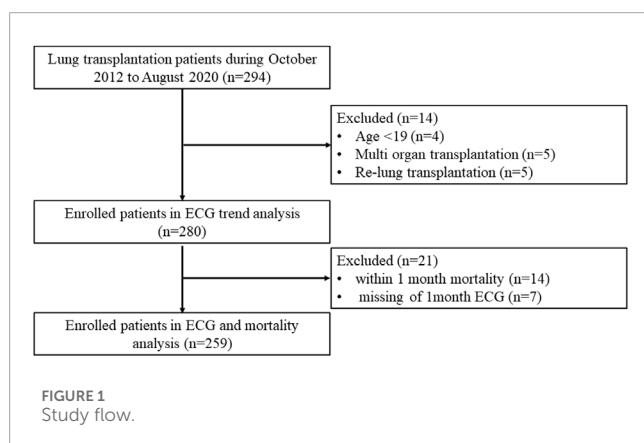 Lung transplantation patients during October
2012 to August 2020 (n=294)
Excluded (n=14)
• Age <19 (n=4)
• Multi organ transplantation (n=5)
• Re-lung transplantation (n=5)
Enrolled patients in ECG trend analysis
(n=280)
Excluded (n=21)
• within 1 month mortality (n=14)
• missing of 1month ECG (n=7)
Enrolled patients in ECG and mortality
analysis (n=259)
FIGURE 1
Study flow.